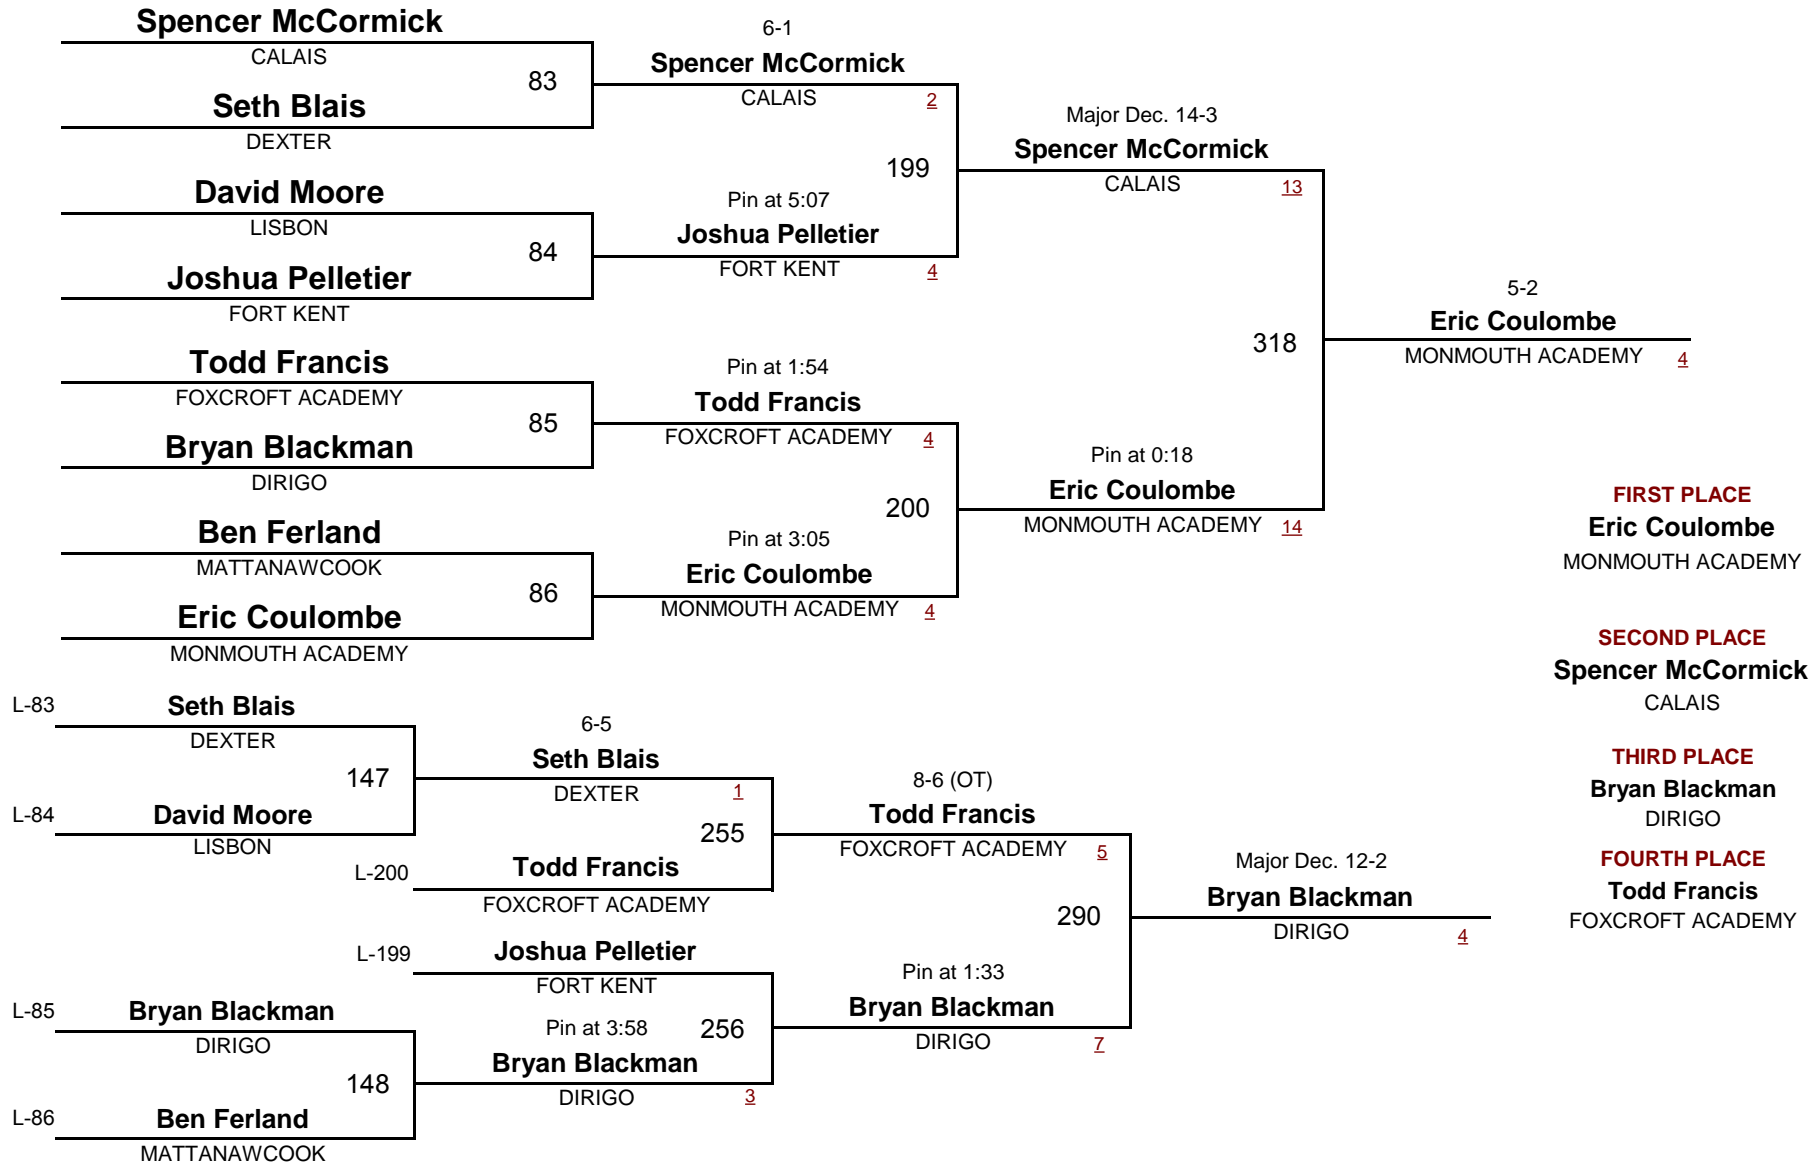 Spencer McCormick
CALAIS
83
Seth Blais
DEXTER
6-1
Spencer McCormick
CALAIS 2
David Moore
LISBON
84
Joshua Pelletier
FORT KENT
199
Pin at 5:07
Joshua Pelletier
FORT KENT 4
Major Dec. 14-3
Spencer McCormick
CALAIS 13
Todd Francis
FOXCROFT ACADEMY
85
Bryan Blackman
DIRIGO
Pin at 1:54
Todd Francis
FOXCROFT ACADEMY 4
Ben Ferland
MATTANAWCOOK
86
Eric Coulombe
MONMOUTH ACADEMY
200
Pin at 3:05
Eric Coulombe
MONMOUTH ACADEMY 4
Pin at 0:18
Eric Coulombe
MONMOUTH ACADEMY 14
318
5-2
Eric Coulombe
MONMOUTH ACADEMY 4
FIRST PLACE
Eric Coulombe
MONMOUTH ACADEMY
SECOND PLACE
Spencer McCormick
CALAIS
THIRD PLACE
Bryan Blackman
DIRIGO
FOURTH PLACE
Todd Francis
FOXCROFT ACADEMY
L-83 Seth Blais
DEXTER
147
L-84 David Moore
LISBON
6-5
Seth Blais
DEXTER 1
255
L-200 Todd Francis
FOXCROFT ACADEMY
8-6 (OT)
Todd Francis
FOXCROFT ACADEMY 5
L-199 Joshua Pelletier
FORT KENT
256
L-85 Bryan Blackman
DIRIGO
148
L-86 Ben Ferland
MATTANAWCOOK
Pin at 3:58
Bryan Blackman
DIRIGO 3
290
Pin at 1:33
Bryan Blackman
DIRIGO 7
Major Dec. 12-2
Bryan Blackman
DIRIGO 4